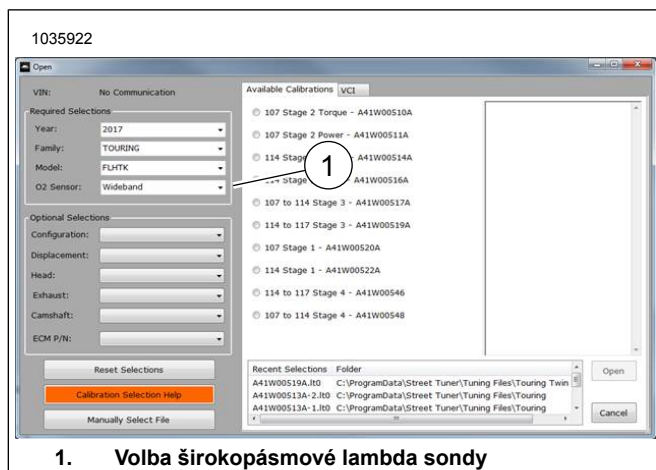 1035922
Open
VIN: No Communication
Required Selections
Year: 2017
Family: TOURING
Model: FLHTK
O2 Sensor: Wideband
Optional Selections
Configuration:
Displacement:
Head:
Exhaust:
Camshaft:
ECM P/N:
Reset Selections
Calibration Selection Help
Manually Select File
Available Calibrations VCI
107 Stage 2 Torque - A41W00510A
107 Stage 2 Power - A41W00511A
114 Stage - A41W00514A
Stage A41W00516A
107 to 114 Stage 3 - A41W00517A
114 to 117 Stage 3 - A41W00519A
107 Stage 1 - A41W00520A
114 Stage 1 - A41W00522A
114 to 117 Stage 4 - A41W00546
107 to 114 Stage 4 - A41W00548
1
Recent Selections Folder
A41W00519A.lt0 C:\ProgramData\Street Tuner\Tuning Files\Touring Twin
A41W00513A-2.lt0 C:\ProgramData\Street Tuner\Tuning Files\Touring
A41W00513A-1.lt0 C:\ProgramData\Street Tuner\Tuning Files\Touring
Open
Cancel
1. Volba širokopásmové lambda sondy